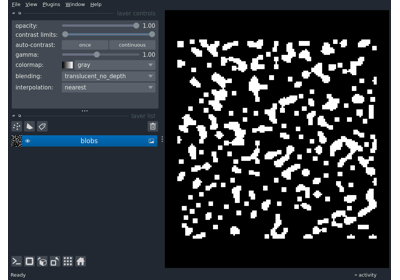 File View Plugins Window Help
layer controls
opacity: 1.00
contrast limits:
auto-contrast: once continuous
gamma: 1.00
colormap: gray
blending: translucent_no_depth
interpolation: nearest
layer list
blobs
Ready
activity